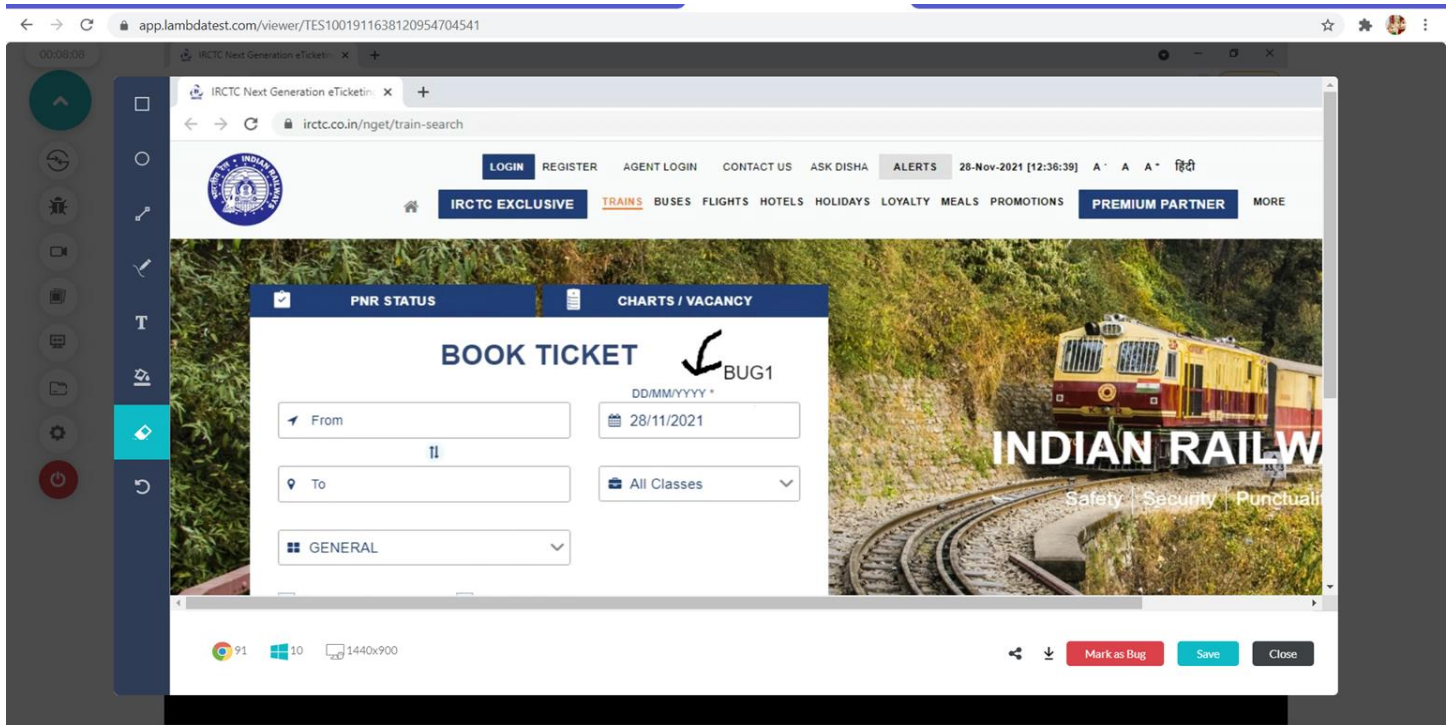 app.lambdatest.com/viewer/TES1001911638120954704541
00:08:08
IRCTC Next Generation eTicketin
IRCTC Next Generation eTicketin
irctc.co.in/nget/train-search
LOGIN REGISTER AGENT LOGIN CONTACT US ASK DISHA ALERTS 28-Nov-2021 [12:36:39] A- A A+ हिंदी
IRCTC EXCLUSIVE TRAINS BUSES FLIGHTS HOTELS HOLIDAYS LOYALTY MEALS PROMOTIONS PREMIUM PARTNER MORE
PNR STATUS CHARTS / VACANCY
BOOK TICKET
BUG1
DD/MM/YYYY *
From 28/11/2021
To All Classes
GENERAL
INDIAN RAILW
Safety | Security | Punctuali
T
91 10 1440x900
Mark as Bug Save Close